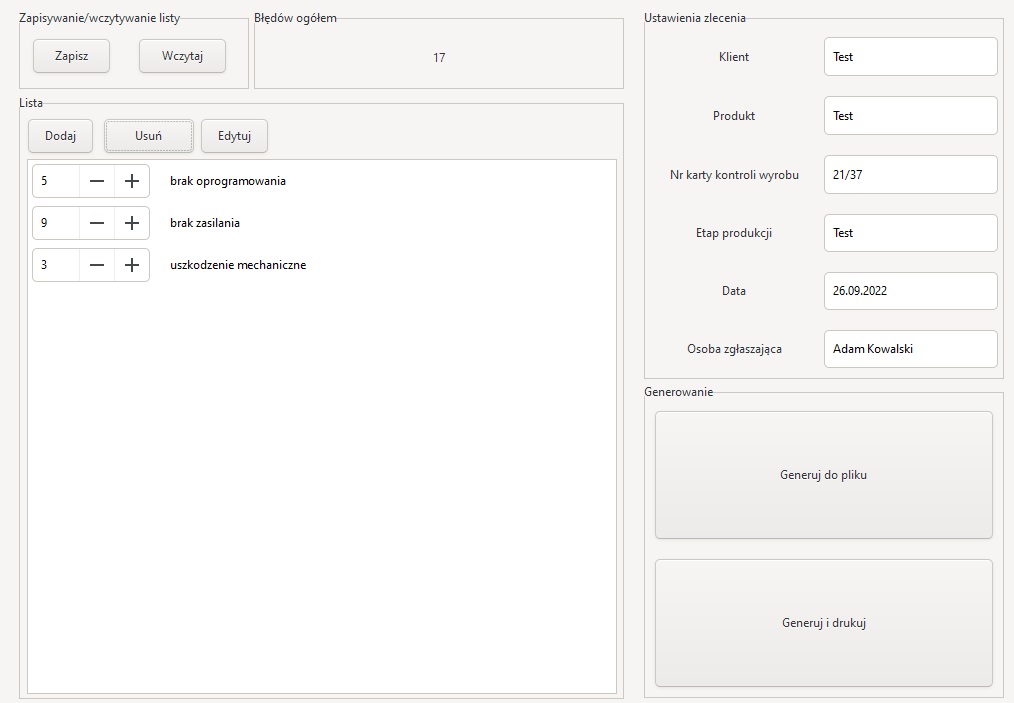 Zapisywanie/wczytywanie listy
Zapisz
Wczytaj
Błędów ogółem
17
Lista
Dodaj
Usuń
Edytuj
5 — + brak oprogramowania
9 — + brak zasilania
3 — + uszkodzenie mechaniczne
Ustawienia zlecenia
Klient
Test
Produkt
Test
Nr karty kontroli wyrobu
21/37
Etap produkcji
Test
Data
26.09.2022
Osoba zgłaszająca
Adam Kowalski
Generowanie
Generuj do pliku
Generuj i drukuj